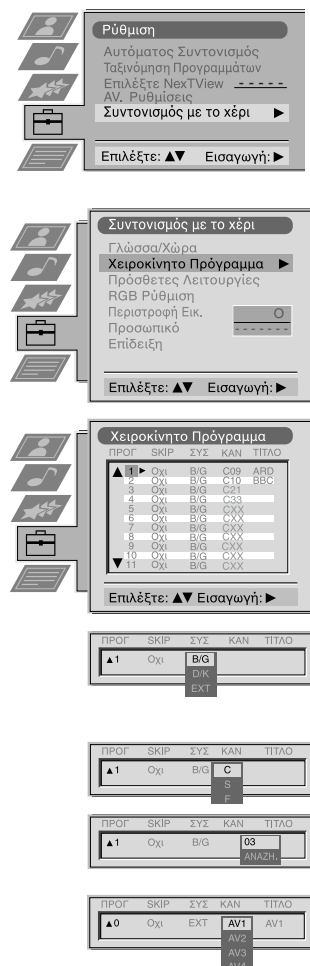 Ρύθμιση
Αυτόματος Συντονισμός
Ταξινόμηση Προγραμμάτων
Επιλέξτε NexTView - - - - -
AV. Ρυθμίσεις
Συντονισμός με το χέρι ►
Επιλέξτε: ▲▼ Εισαγωγή: ►
Συντονισμός με το χέρι
Γλώσσα/Χώρα
Χειροκίνητο Πρόγραμμα ►
Πρόσθετες Λειτουργίες
RGB Ρύθμιση
Περιστροφή Εικ. O
Προσωπικό - - - - - - -
Επίδειξη
Επιλέξτε: ▲▼ Εισαγωγή: ►
Χειροκίνητο Πρόγραμμα
ΠΡΟΓ SKIP ΣΥΣ ΚΑΝ ΤΙΤΛΟ
▲ 1 ► Οχι B/G C09 ARD
2 Οχι B/G C10 BBC
3 Οχι B/G C21
4 Οχι B/G C33
5 Οχι B/G CXX
6 Οχι B/G CXX
7 Οχι B/G CXX
8 Οχι B/G CXX
9 Οχι B/G CXX
10 Οχι B/G CXX
▼ 11 Οχι B/G CXX
Επιλέξτε: ▲▼ Εισαγωγή: ►
ΠΡΟΓ SKIP ΣΥΣ ΚΑΝ ΤΙΤΛΟ
▲1 Οχι B/G
D/K
EXT
ΠΡΟΓ SKIP ΣΥΣ ΚΑΝ ΤΙΤΛΟ
▲1 Οχι B/G C
S
F
ΠΡΟΓ SKIP ΣΥΣ ΚΑΝ ΤΙΤΛΟ
▲1 Οχι B/G 03
ΑΝΑΖΗ.
ΠΡΟΓ SKIP ΣΥΣ ΚΑΝ ΤΙΤΛΟ
▲0 Οχι EXT AV1 AV1
AV2
AV3
AV4